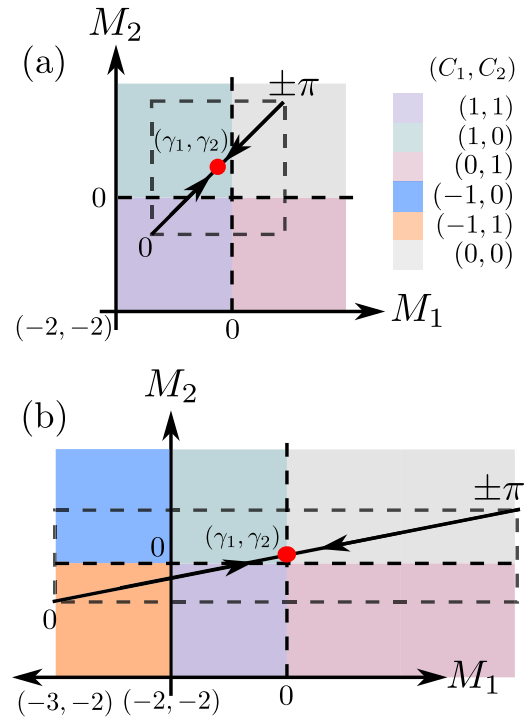 M₂
(a)
(C₁, C₂)
±π
(1, 1)
(γ₁, γ₂)
(1, 0)
(0, 1)
0
(-1, 0)
0
(-1, 1)
(0, 0)
M₁
(−2, −2)
0
(b)
M₂
±π
(γ₁, γ₂)
0
0
M₁
(−3, −2)
(−2, −2)
0